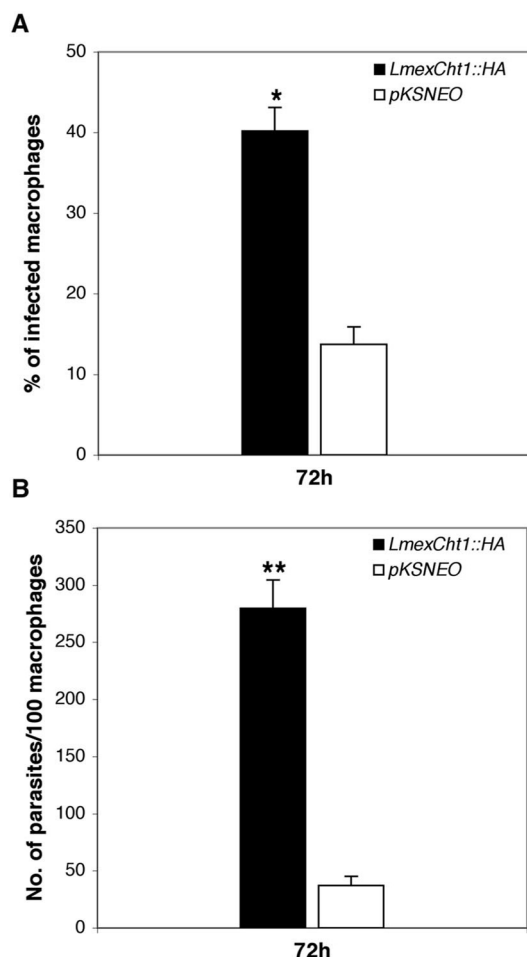 A
% of infected macrophages
50
40
30
20
10
0
*
LmexCht1::HA
pKSNEO
72h
B
No. of parasites/100 macrophages
350
300
250
200
150
100
50
0
**
LmexCht1::HA
pKSNEO
72h